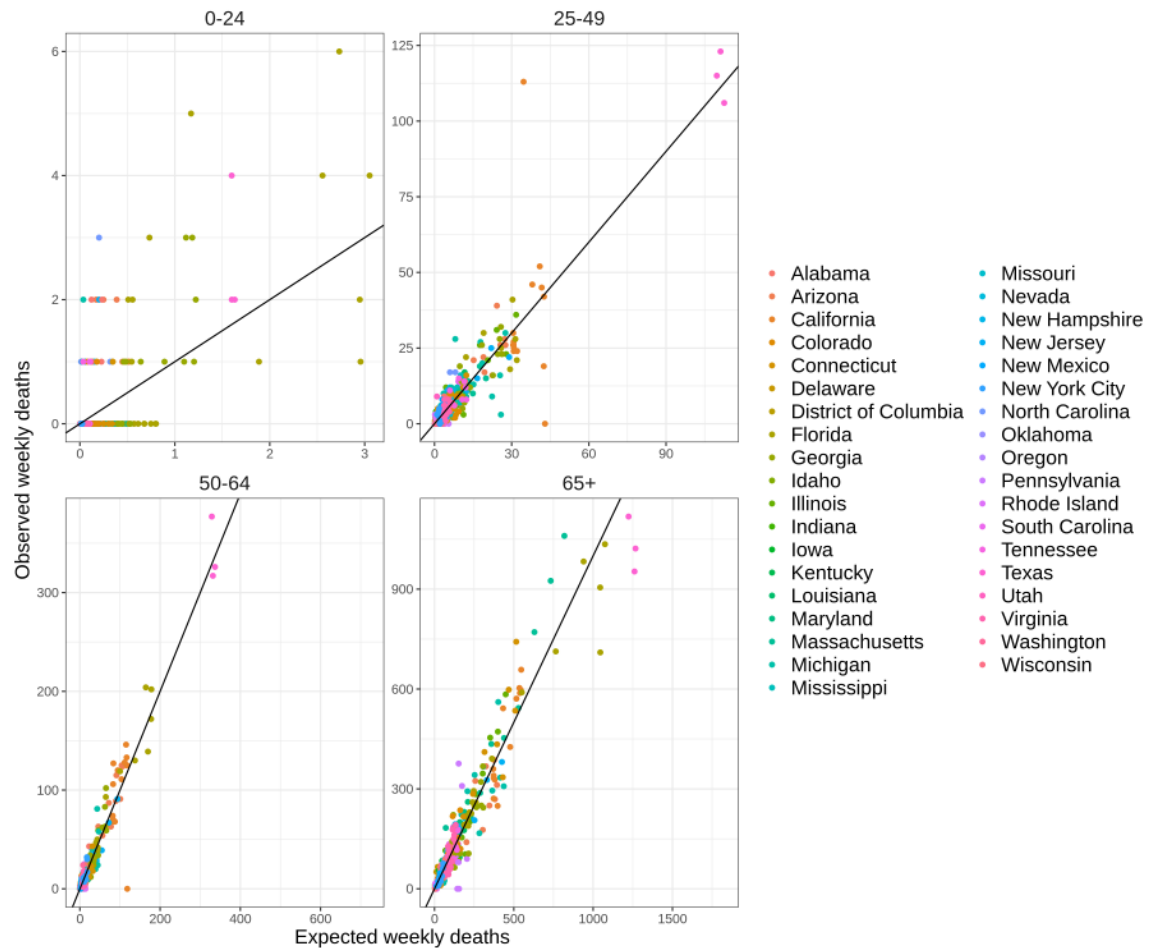 0-24
25-49
6
4
2
0
0
1
2
3
125
100
75
50
25
0
0
30
60
90
50-64
65+
300
200
100
0
0
200
400
600
900
600
300
0
0
500
1000
1500
Observed weekly deaths
Expected weekly deaths
Alabama
Arizona
California
Colorado
Connecticut
Delaware
District of Columbia
Florida
Georgia
Idaho
Illinois
Indiana
Iowa
Kentucky
Louisiana
Maryland
Massachusetts
Michigan
Mississippi
Missouri
Nevada
New Hampshire
New Jersey
New Mexico
New York City
North Carolina
Oklahoma
Oregon
Pennsylvania
Rhode Island
South Carolina
Tennessee
Texas
Utah
Virginia
Washington
Wisconsin